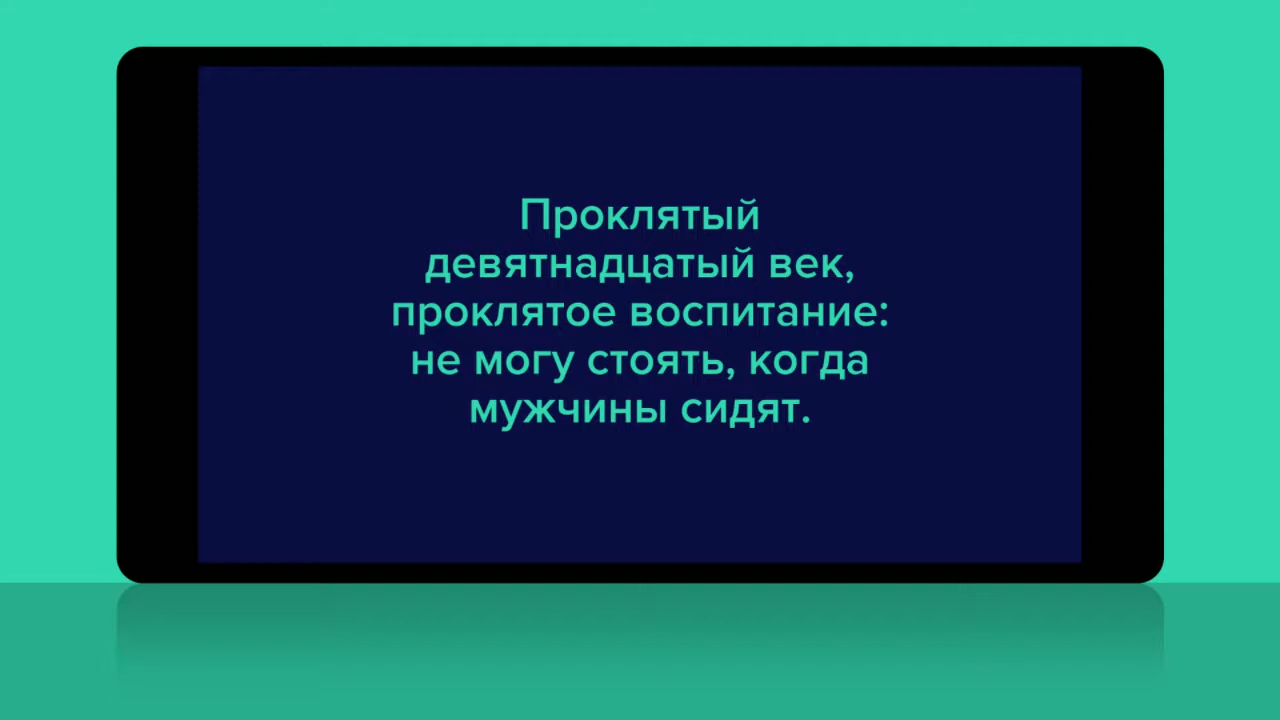 Проклятый
девятнадцатый век,
проклятое воспитание:
не могу стоять, когда
мужчины сидят.